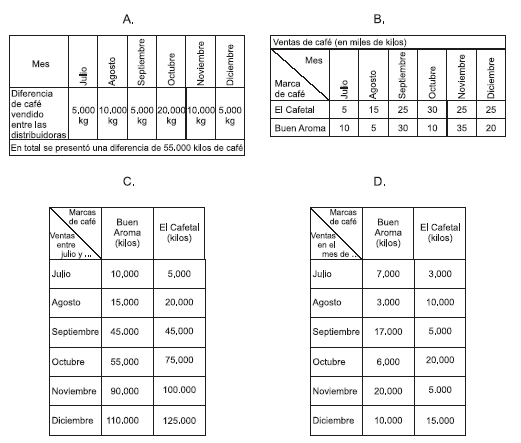 A.
Mes Julio Agosto Septiembre Octubre Noviembre Diciembre
Diferencia
de café
vendido
entre las
distribuidoras
5,000 kg 10,000 kg 5,000 kg 20,000 kg 10,000 kg 5,000 kg
En total se presentó una diferencia de 55.000 kilos de café
B.
Ventas de café (en miles de kilos)
Mes
Marca
de café
Julio Agosto Septiembre Octubre Noviembre Diciembre
El Cafetal 5 15 25 30 25 25
Buen Aroma 10 5 30 10 35 20
C.
Marcas
de café
Ventas
entre
julio y ...
Buen
Aroma
(kilos)
El Cafetal
(kilos)
Julio 10,000 5,000
Agosto 15,000 20,000
Septiembre 45.000 45,000
Octubre 55,000 75,000
Noviembre 90,000 100.000
Diciembre 110.000 125.000
D.
Marcas
de café
Ventas
en el
mes de ..
Buen
Aroma
(kilos)
El Cafetal
(kilos)
Julio 7,000 3,000
Agosto 3,000 10,000
Septiembre 17.000 5,000
Octubre 6,000 20,000
Noviembre 20,000 5.000
Diciembre 10.000 15.000